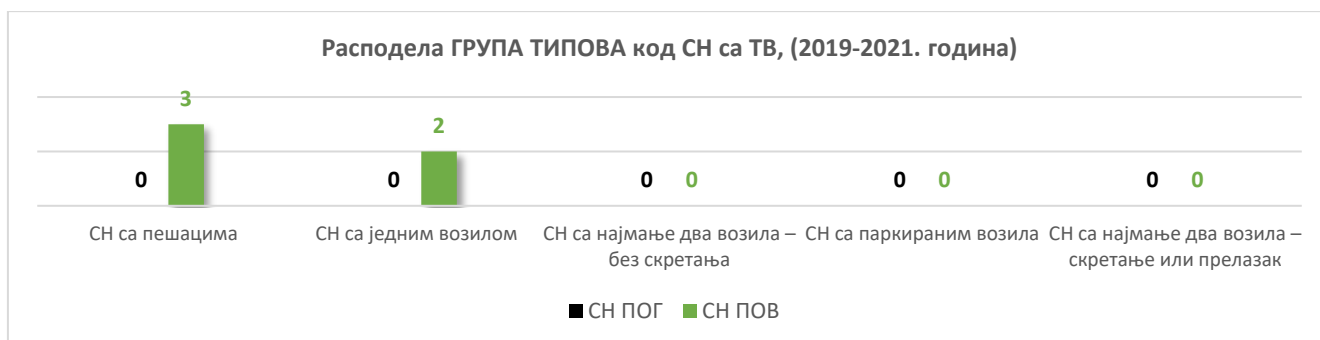 Расподела ГРУПА ТИПОВА код СН са ТВ, (2019-2021. година)
3
2
0
0
0 0
0 0
0 0
СН са пешацима
СН са једним возилом
СН са најмање два возила –
без скретања
СН са паркираним возила
СН са најмање два возила –
скретање или прелазак
СН ПОГ
СН ПОВ